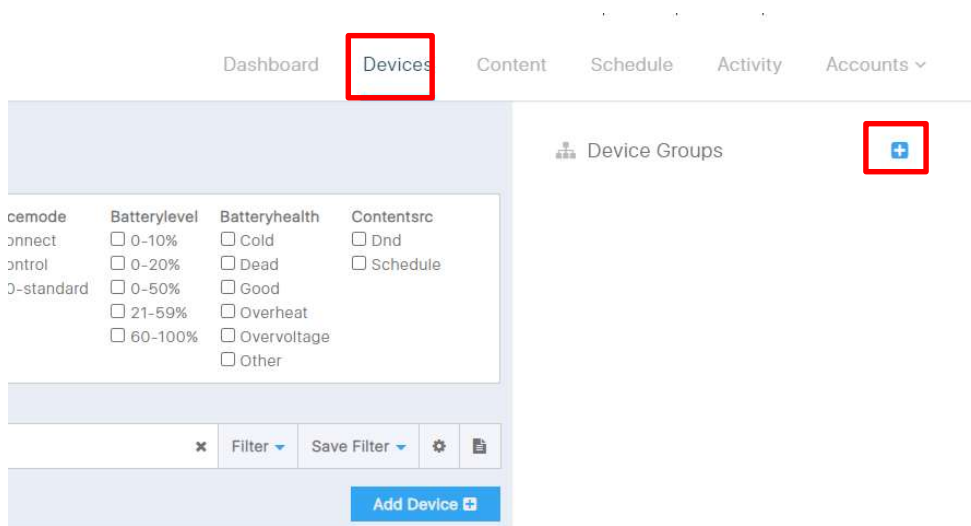 Dashboard Devices Content Schedule Activity Accounts
Device Groups
cemode Batterylevel Batteryhealth Contentsrc
onnect 0-10% Cold Dnd
ontrol 0-20% Dead Schedule
0-standard 0-50% Good
21-59% Overheat
60-100% Overvoltage
Other
Filter Save Filter
Add Device